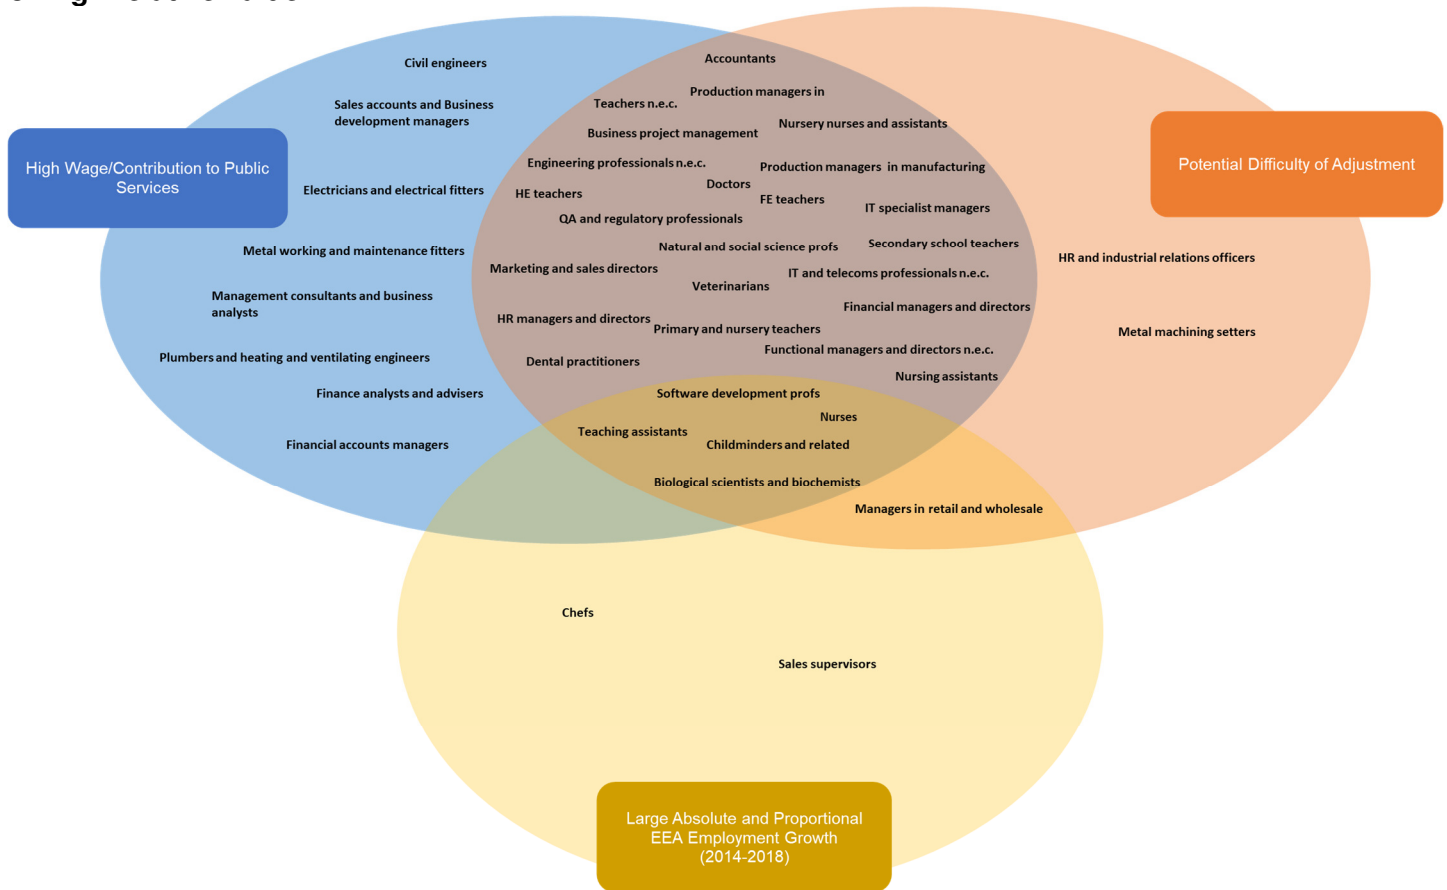 Civil engineers
Accountants
Production managers in
Sales accounts and Business
development managers
Teachers n.e.c.
Nursery nurses and assistants
Business project management
High Wage/Contribution to Public
Services
Potential Difficulty of Adjustment
Engineering professionals n.e.c.
Production managers in manufacturing
Doctors
Electricians and electrical fitters
HE teachers
FE teachers
IT specialist managers
QA and regulatory professionals
Metal working and maintenance fitters
Natural and social science profs
Secondary school teachers
HR and industrial relations officers
Marketing and sales directors
IT and telecoms professionals n.e.c.
Veterinarians
Management consultants and business
analysts
Financial managers and directors
HR managers and directors
Primary and nursery teachers
Metal machining setters
Plumbers and heating and ventilating engineers
Dental practitioners
Functional managers and directors n.e.c.
Nursing assistants
Finance analysts and advisers
Software development profs
Nurses
Teaching assistants
Financial accounts managers
Childminders and related
Biological scientists and biochemists
Managers in retail and wholesale
Chefs
Sales supervisors
Large Absolute and Proportional
EEA Employment Growth
(2014-2018)